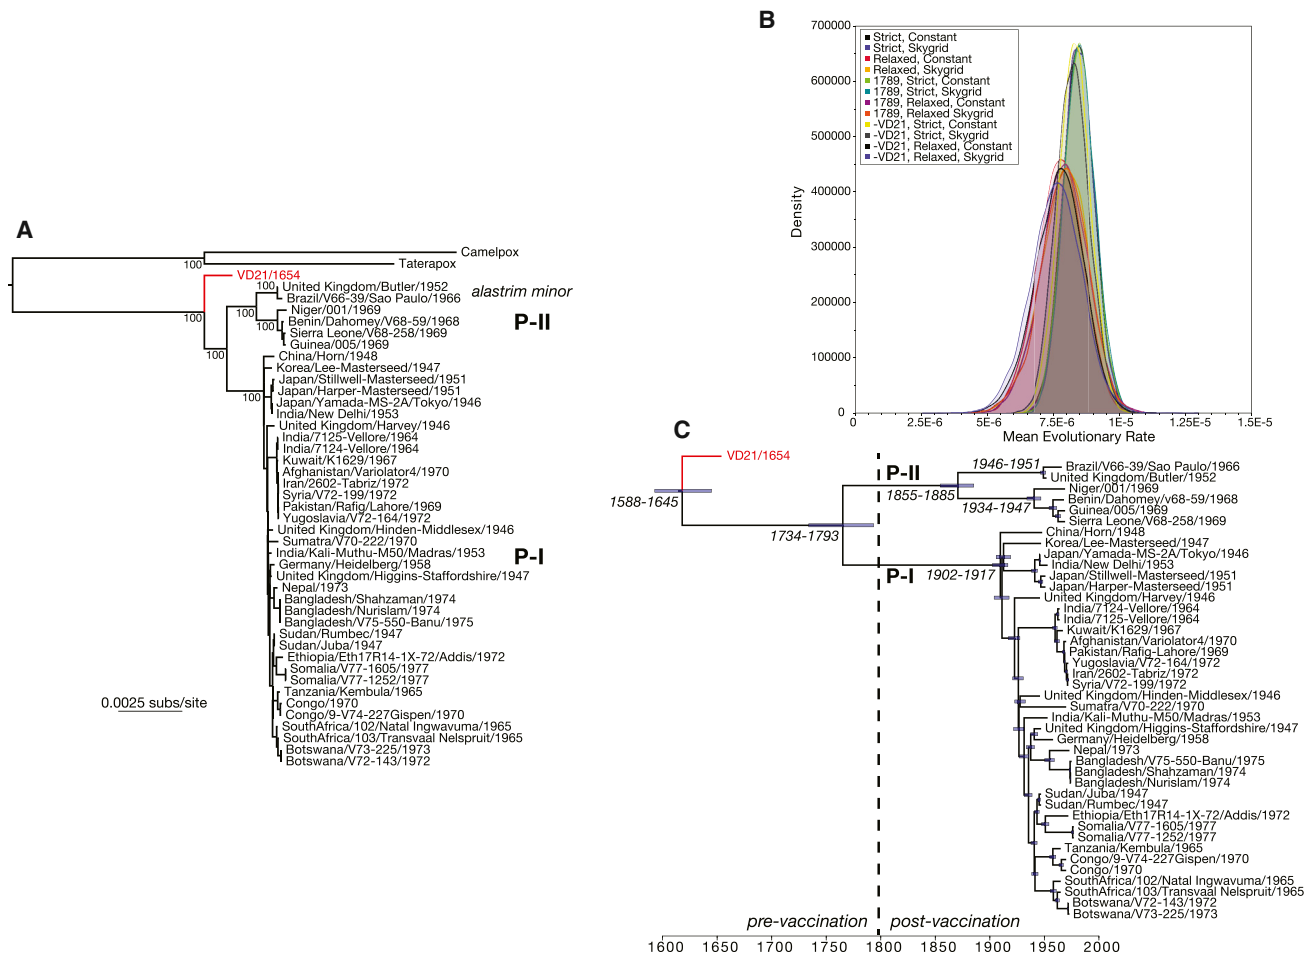 A
Camelpox
100
Taterapox
VD21/1654
100
United Kingdom/Butler/1952
alastrim minor
Brazil/V66-39/Sao Paulo/1966
100
Niger/001/1969
100
Benin/Dahomey/V68-59/1968
P-II
100
Sierra Leone/V68-258/1969
Guinea/005/1969
100
China/Horn/1948
Korea/Lee-Masterseed/1947
Japan/Stillwell-Masterseed/1951
Japan/Harper-Masterseed/1951
100
Japan/Yamada-MS-2A/Tokyo/1946
India/New Delhi/1953
United Kingdom/Harvey/1946
India/7125-Vellore/1964
India/7124-Vellore/1964
Kuwait/K1629/1967
Afghanistan/Variolator4/1970
Iran/2602-Tabriz/1972
Syria/V72-199/1972
Pakistan/Rafig/Lahore/1969
Yugoslavia/V72-164/1972
United Kingdom/Hinden-Middlesex/1946
Sumatra/V70-222/1970
India/Kali-Muthu-M50/Madras/1953
P-I
Germany/Heidelberg/1958
United Kingdom/Higgins-Staffordshire/1947
Nepal/1973
Bangladesh/Shahzaman/1974
Bangladesh/Nurislam/1974
Bangladesh/V75-550-Banu/1975
Sudan/Rumbec/1947
Sudan/Juba/1947
Ethiopia/Eth17R14-1X-72/Addis/1972
Somalia/V77-1605/1977
Somalia/V77-1252/1977
Tanzania/Kembula/1965
Congo/1970
Congo/9-V74-227Gispen/1970
SouthAfrica/102/Natal Ingwavuma/1965
SouthAfrica/103/Transvaal Nelspruit/1965
Botswana/V73-225/1973
Botswana/V72-143/1972
0.0025 subs/site
B
700000
600000
500000
400000
300000
200000
100000
0
Density
Strict, Constant
Strict, Skygrid
Relaxed, Constant
Relaxed, Skygrid
1789, Strict, Constant
1789, Strict, Skygrid
1789, Relaxed, Constant
1789, Relaxed Skygrid
-VD21, Strict, Constant
-VD21, Strict, Skygrid
-VD21, Relaxed, Constant
-VD21, Relaxed, Skygrid
0 2.5E-6 5E-6 7.5E-6 1E-5 1.25E-5 1.5E-5
Mean Evolutionary Rate
C
VD21/1654
1588-1645
1734-1793
P-II
1855-1885
1946-1951
1934-1947
P-I
1902-1917
Brazil/V66-39/Sao Paulo/1966
United Kingdom/Butler/1952
Niger/001/1969
Benin/Dahomey/v68-59/1968
Guinea/005/1969
Sierra Leone/V68-258/1969
China/Horn/1948
Korea/Lee-Masterseed/1947
Japan/Yamada-MS-2A/Tokyo/1946
India/New Delhi/1953
Japan/Stillwell-Masterseed/1951
Japan/Harper-Masterseed/1951
United Kingdom/Harvey/1946
India/7124-Vellore/1964
India/7125-Vellore/1964
Kuwait/K1629/1967
Afghanistan/Variolator4/1970
Pakistan/Rafig-Lahore/1969
Yugoslavia/V72-164/1972
Iran/2602-Tabriz/1972
Syria/V72-199/1972
United Kingdom/Hinden-Middlesex/1946
Sumatra/V70-222/1970
India/Kali-Muthu-M50/Madras/1953
United Kingdom/Higgins-Staffordshire/1947
Germany/Heidelberg/1958
Nepal/1973
Bangladesh/V75-550-Banu/1975
Bangladesh/Shahzaman/1974
Bangladesh/Nurislam/1974
Sudan/Juba/1947
Sudan/Rumbec/1947
Ethiopia/Eth17R14-1X-72/Addis/1972
Somalia/V77-1605/1977
Somalia/V77-1252/1977
Tanzania/Kembula/1965
Congo/9-V74-227Gispen/1970
Congo/1970
SouthAfrica/102/Natal Ingwavuma/1965
SouthAfrica/103/Transvaal Nelspruit/1965
Botswana/V72-143/1972
Botswana/V73-225/1973
pre-vaccination post-vaccination
1600 1650 1700 1750 1800 1850 1900 1950 2000